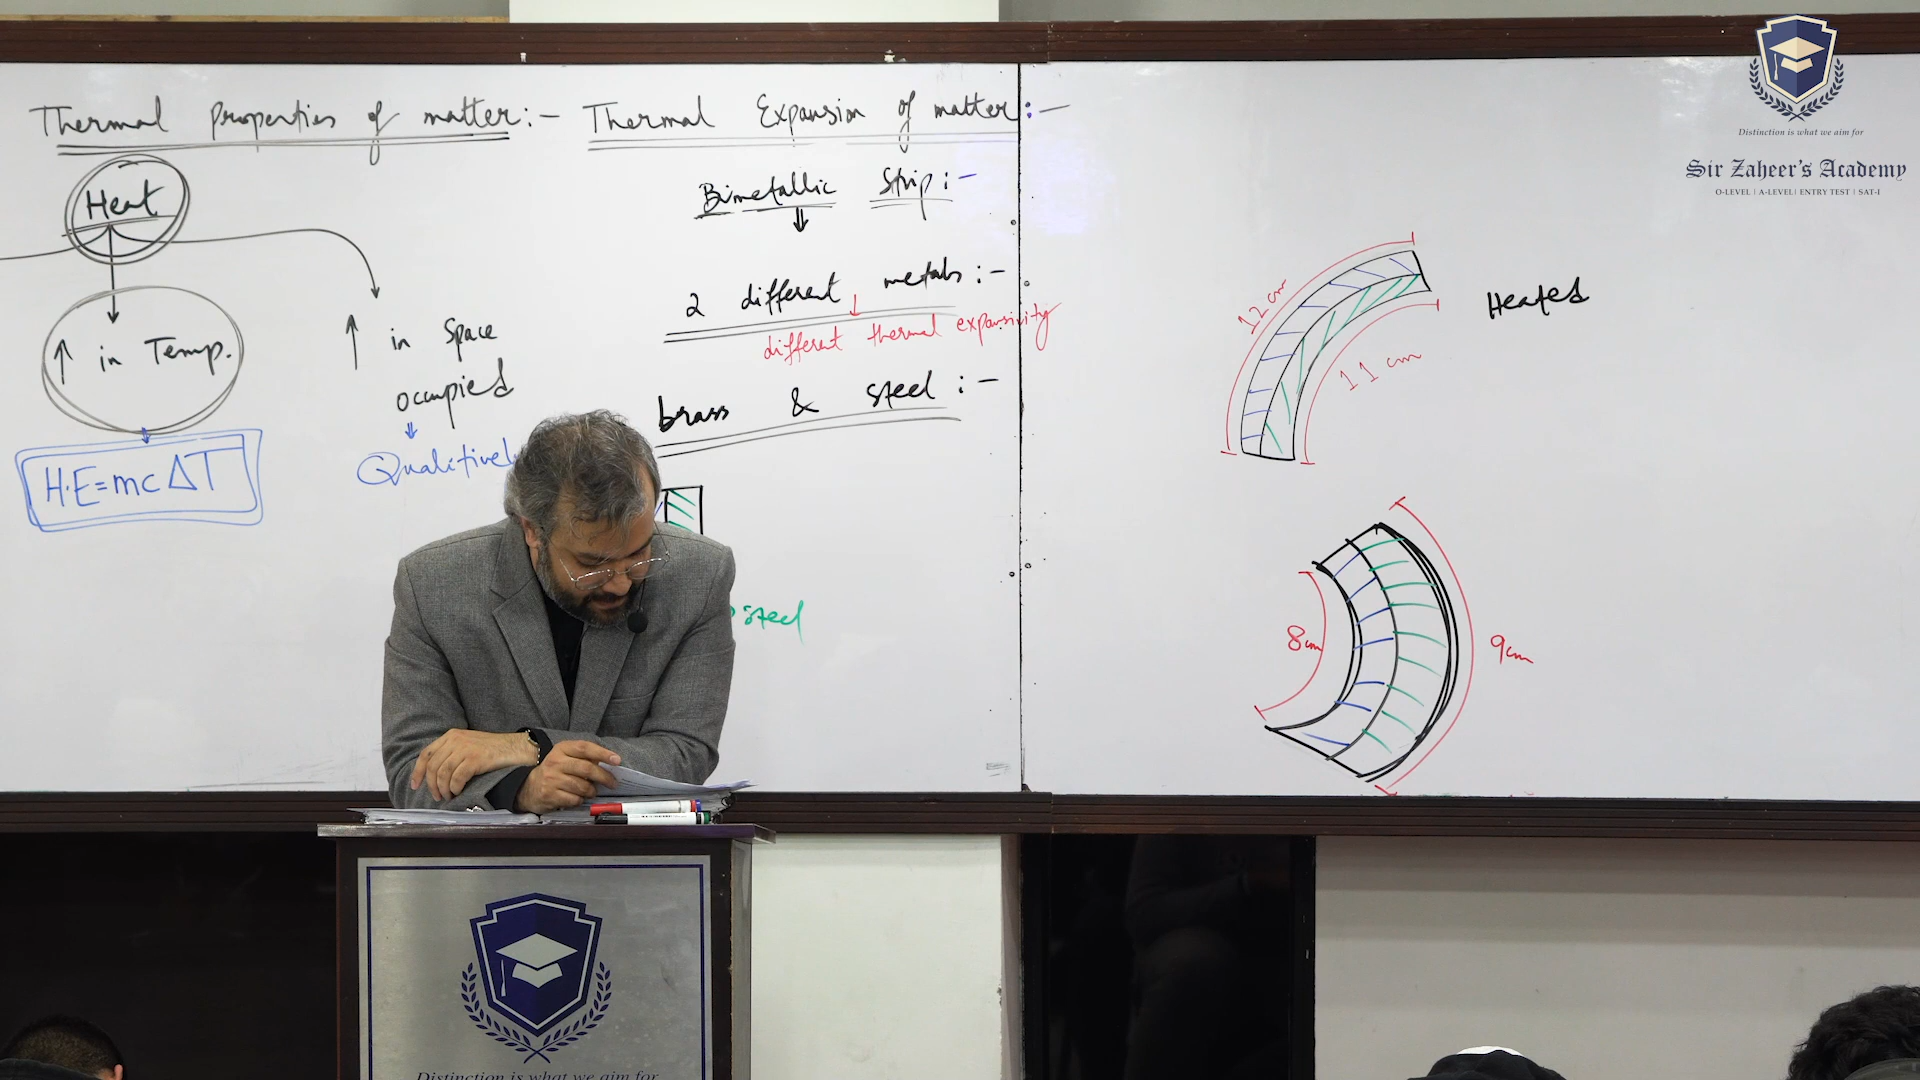 Thermal Properties of matter:-
Heat
↑ in Temp.
H.E=mcΔT
↑ in Space
occupied
Qualitively
Thermal Expansion of matter:-
Bimetallic Strip:-
2 different metals:-
different thermal expansivity
brass & steel:-
steel
12 cm
11 cm
Heated
8cm
9cm
Distinction is what we aim for
Sir Zaheer's Academy
O-LEVEL | A-LEVEL | ENTRY TEST | SAT-I
Distinction is what we aim for